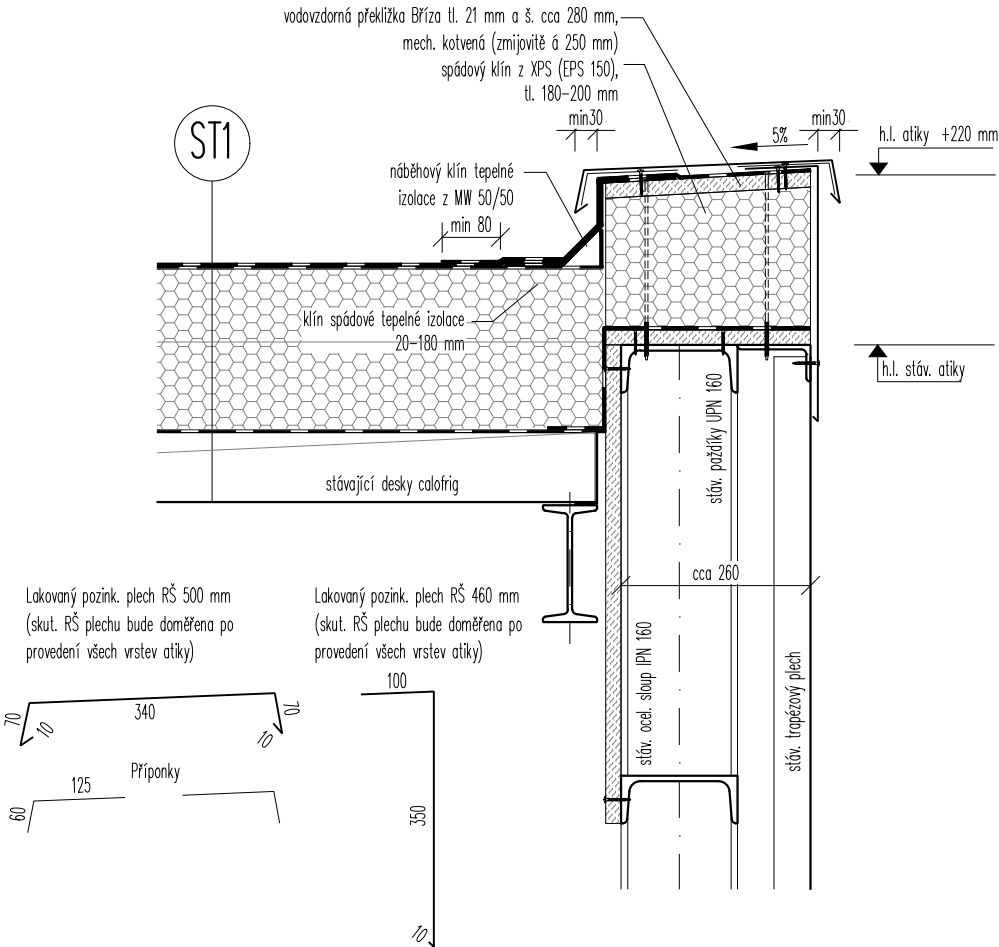 vodovzdorná překližka Bříza tl. 21 mm a š. cca 280 mm,
mech. kotvená (zmijovitě á 250 mm)
spádový klín z XPS (EPS 150),
tl. 180-200 mm
min30
min30
5%
h.l. atiky +220 mm
ST1
náběhový klín tepelné
izolace z MW 50/50
min 80
klín spádové tepelné izolace
20-180 mm
h.l. stáv. atiky
stáv. paždíky UPN 160
stávající desky calofrig
cca 260
Lakovaný pozink. plech RŠ 500 mm
(skut. RŠ plechu bude doměřena po
provedení všech vrstev atiky)
Lakovaný pozink. plech RŠ 460 mm
(skut. RŠ plechu bude doměřena po
provedení všech vrstev atiky)
stáv. ocel. sloup IPN 160
stáv. trapézový plech
70
10
340
10
70
100
Příponky
125
60
350
10